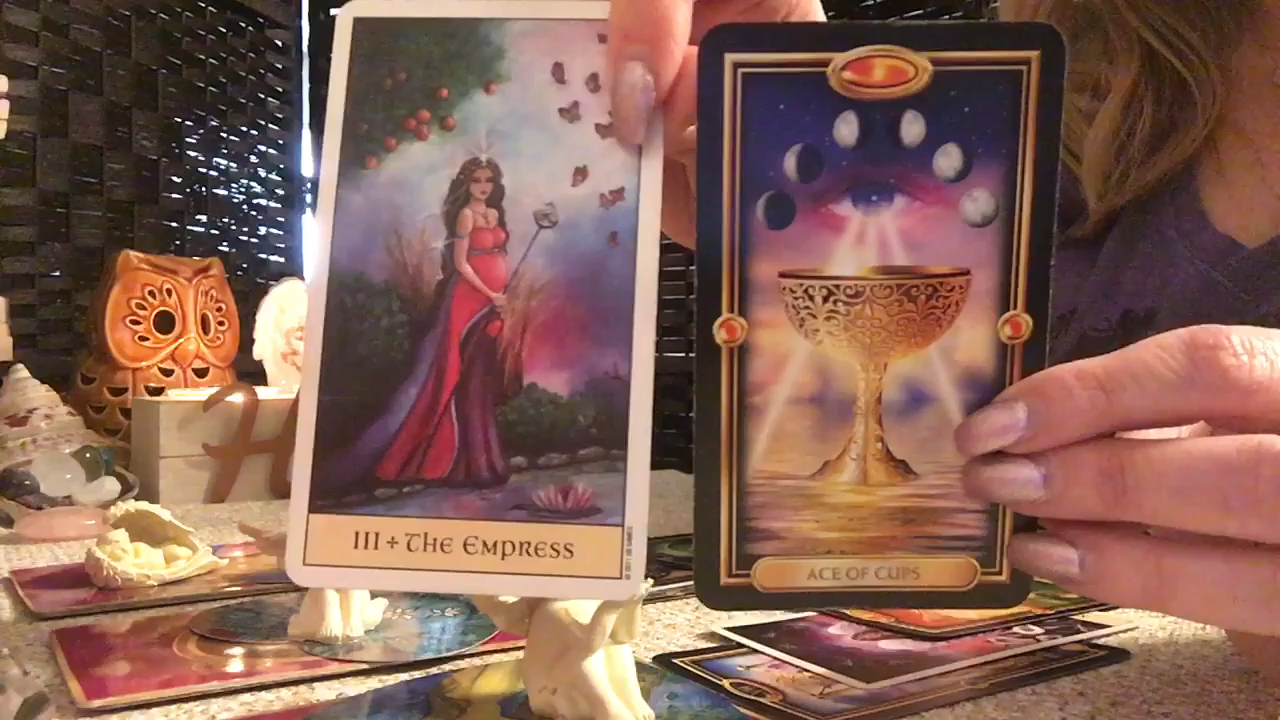 III + THE EMPRESS
ACE OF CUPS
H